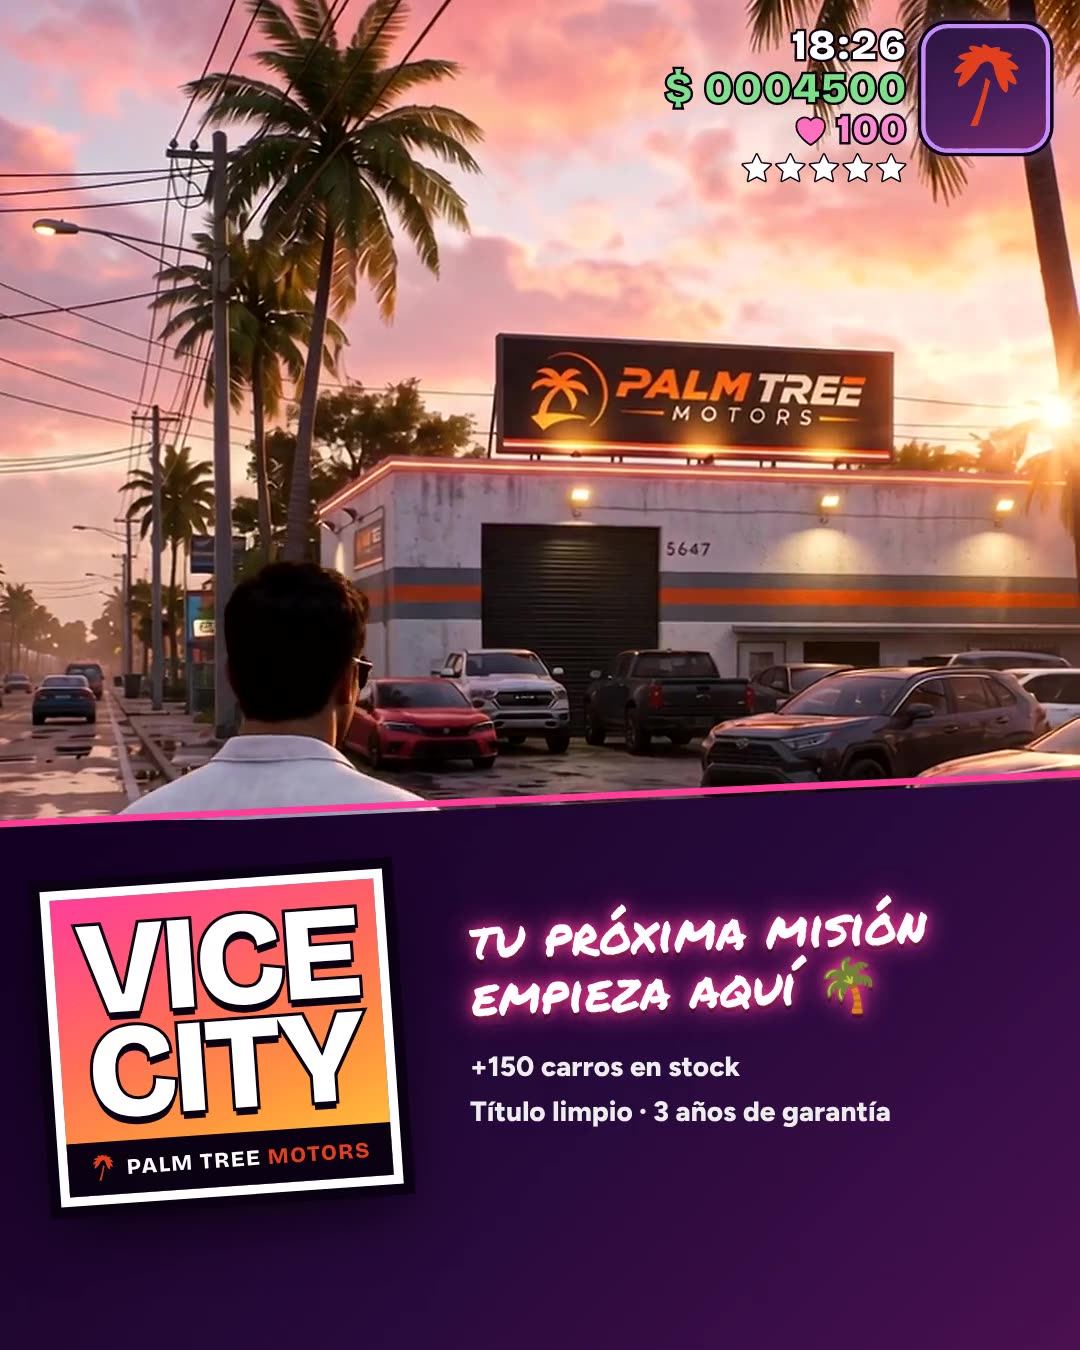 18:26
$ 0004500
100
PALM TREE
MOTORS
5647
VICE
CITY
PALM TREE MOTORS
TU PRÓXIMA MISIÓN
EMPIEZA AQUÍ
+150 carros en stock
Título limpio · 3 años de garantía